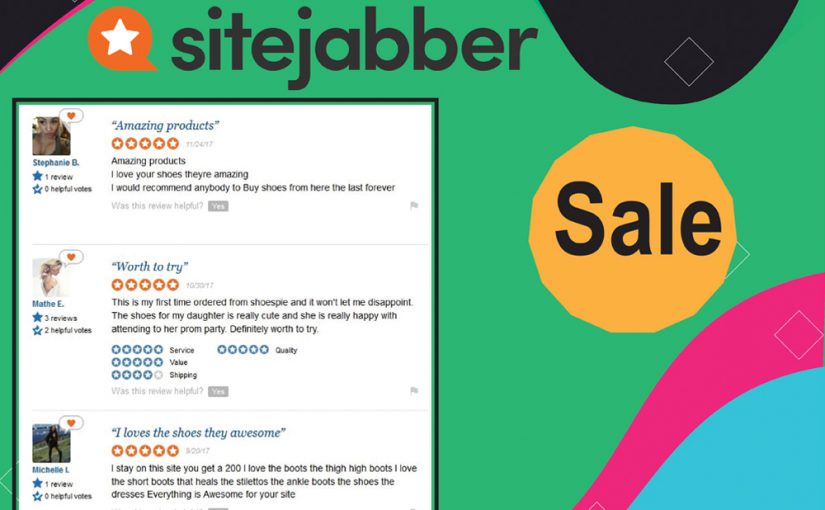 sitejabber
"Amazing products"
11/24/17
Amazing products
I love your shoes theyre amazing
I would recommend anybody to Buy shoes from here the last forever
Was this review helpful? Yes
Stephanie B.
1 review
0 helpful votes
"Worth to try"
10/30/17
This is my first time ordered from shoespie and it won't let me disappoint.
The shoes for my daughter is really cute and she is really happy with
attending to her prom party. Definitely worth to try.
Service
Quality
Value
Shipping
Was this review helpful? Yes
Mathe E.
3 reviews
2 helpful votes
"I loves the shoes they awesome"
9/20/17
I stay on this site you get a 200 I love the boots the thigh high boots I love
the short boots that heals the stilettos the ankle boots the shoes the
dresses Everything is Awesome for your site
Michelle I.
1 review
0 helpful votes
Sale